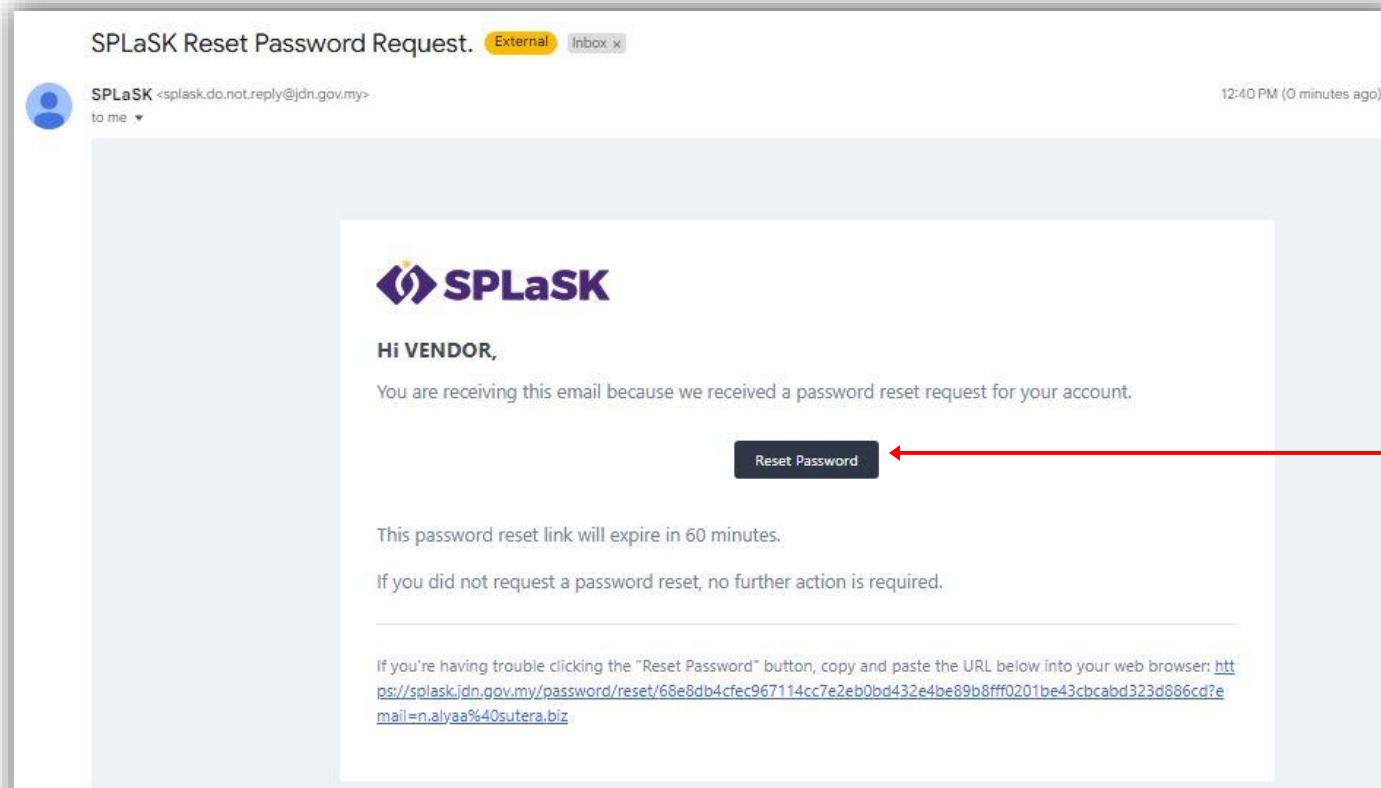 SPLaSK Reset Password Request. External Inbox x
SPLaSK <splask.do.not.reply@jdn.gov.my> 12:40 PM (0 minutes ago)
to me
SPLaSK
Hi VENDOR,
You are receiving this email because we received a password reset request for your account.
Reset Password
This password reset link will expire in 60 minutes.
If you did not request a password reset, no further action is required.
If you're having trouble clicking the "Reset Password" button, copy and paste the URL below into your web browser: htt
ps://splask.jdn.gov.my/password/reset/68e8db4cfec967114cc7e2eb0bd432e4be89b8fff0201be43cbcabd323d886cd?e
mail=n.alyaa%40sutera.biz